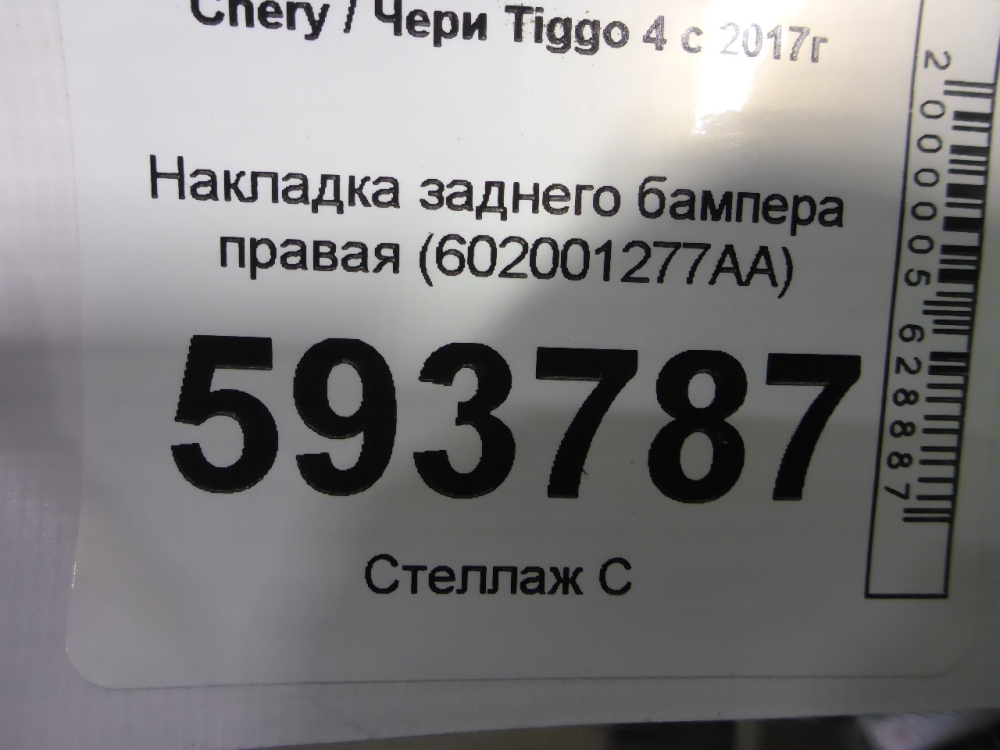 Chery / Чери Tiggo 4 с 2017г
Накладка заднего бампера
правая (602001277AA)
593787
Стеллаж С
2000005628887